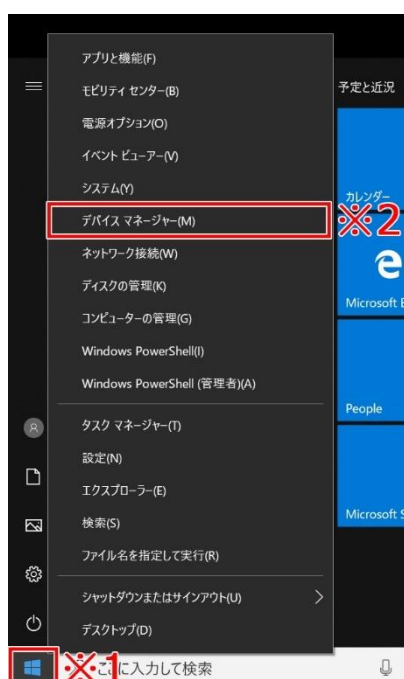 アプリと機能(F)
モビリティ センター(B)
電源オプション(O)
イベント ビューアー(V)
システム(Y)
デバイス マネージャー(M)
ネットワーク接続(W)
ディスクの管理(K)
コンピューターの管理(G)
Windows PowerShell(I)
Windows PowerShell (管理者)(A)
タスク マネージャー(T)
設定(N)
エクスプローラー(E)
検索(S)
ファイル名を指定して実行(R)
シャットダウンまたはサインアウト(U)
デスクトップ(D)
予定と近況
カレンダー
※2
Microsoft E
People
Microsoft S
※1
ここに入力して検索